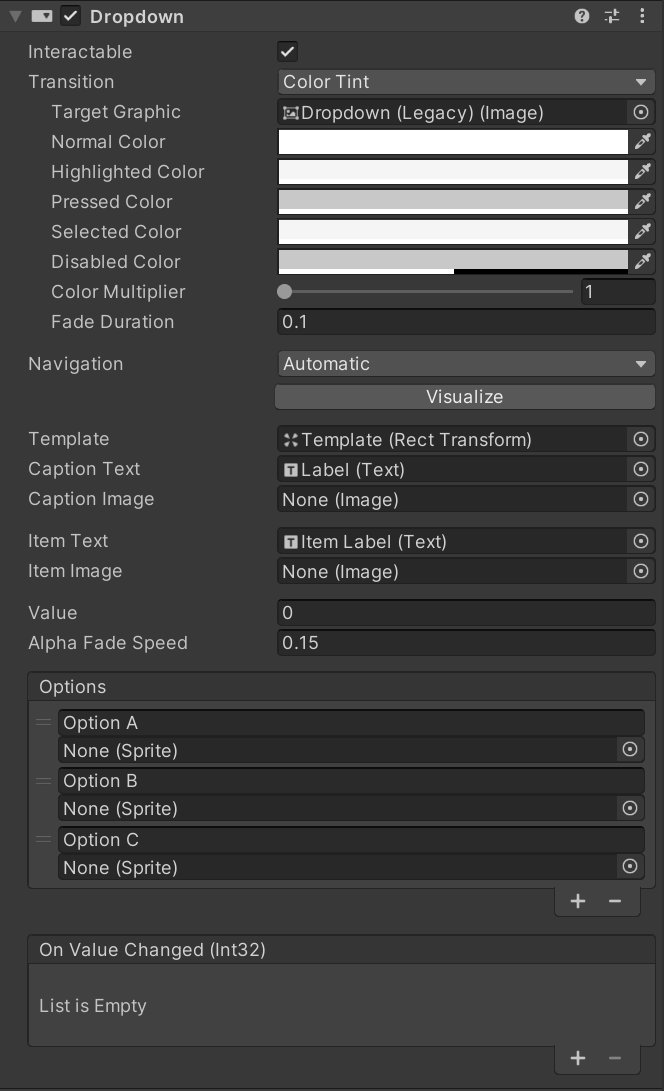 Dropdown
Interactable
Transition Color Tint
Target Graphic Dropdown (Legacy) (Image)
Normal Color
Highlighted Color
Pressed Color
Selected Color
Disabled Color
Color Multiplier 1
Fade Duration 0.1
Navigation Automatic
Visualize
Template Template (Rect Transform)
Caption Text Label (Text)
Caption Image None (Image)
Item Text Item Label (Text)
Item Image None (Image)
Value 0
Alpha Fade Speed 0.15
Options
Option A
None (Sprite)
Option B
None (Sprite)
Option C
None (Sprite)
On Value Changed (Int32)
List is Empty